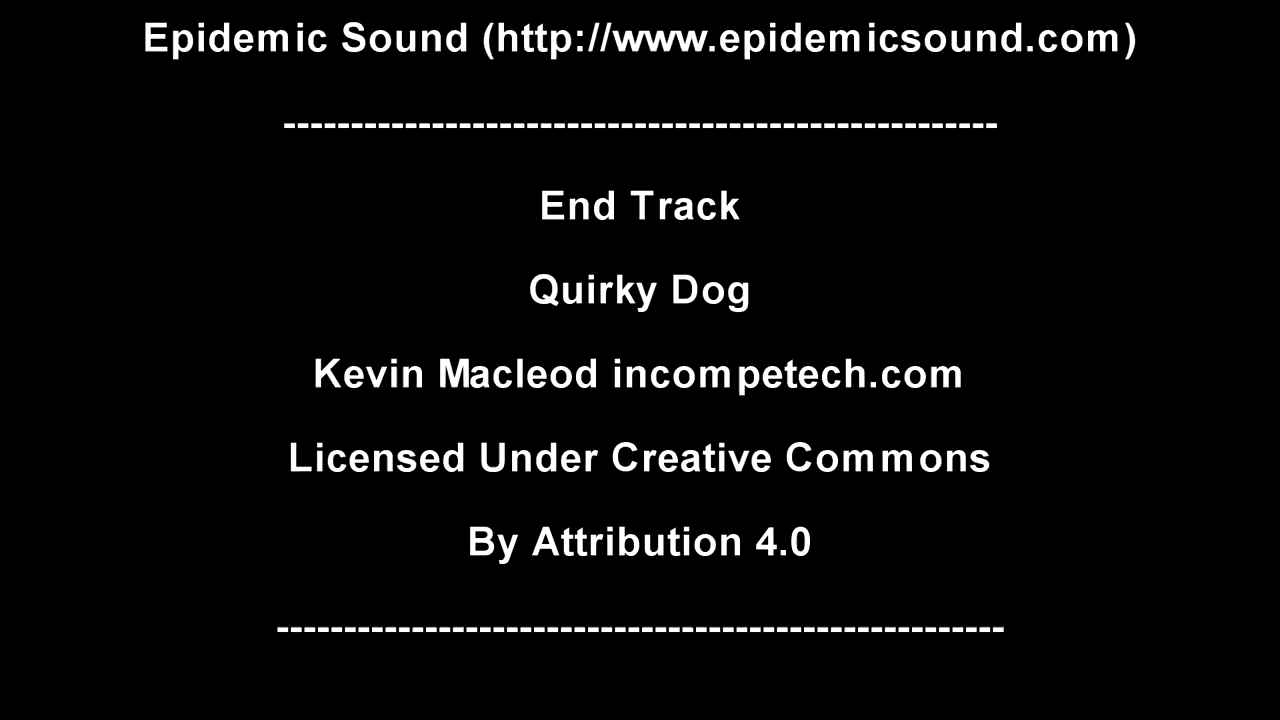 Epidemic Sound (http://www.epidemicsound.com)
-----------------------------------------------------
End Track
Quirky Dog
Kevin Macleod incompetech.com
Licensed Under Creative Commons
By Attribution 4.0
------------------------------------------------------